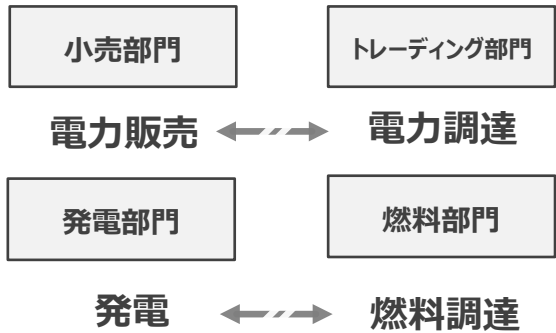 小売部門
トレーディング部門
電力販売
電力調達
発電部門
燃料部門
発電
燃料調達